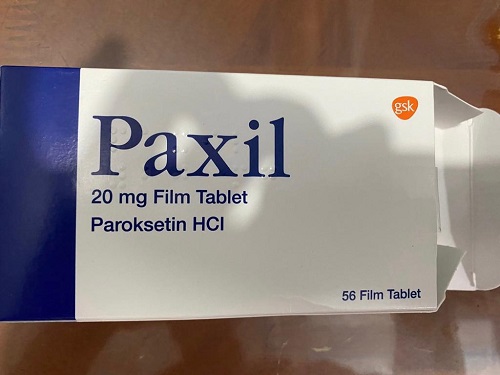 gsk
Paxil
20 mg Film Tablet
Paroksetin HCl
56 Film Tablet